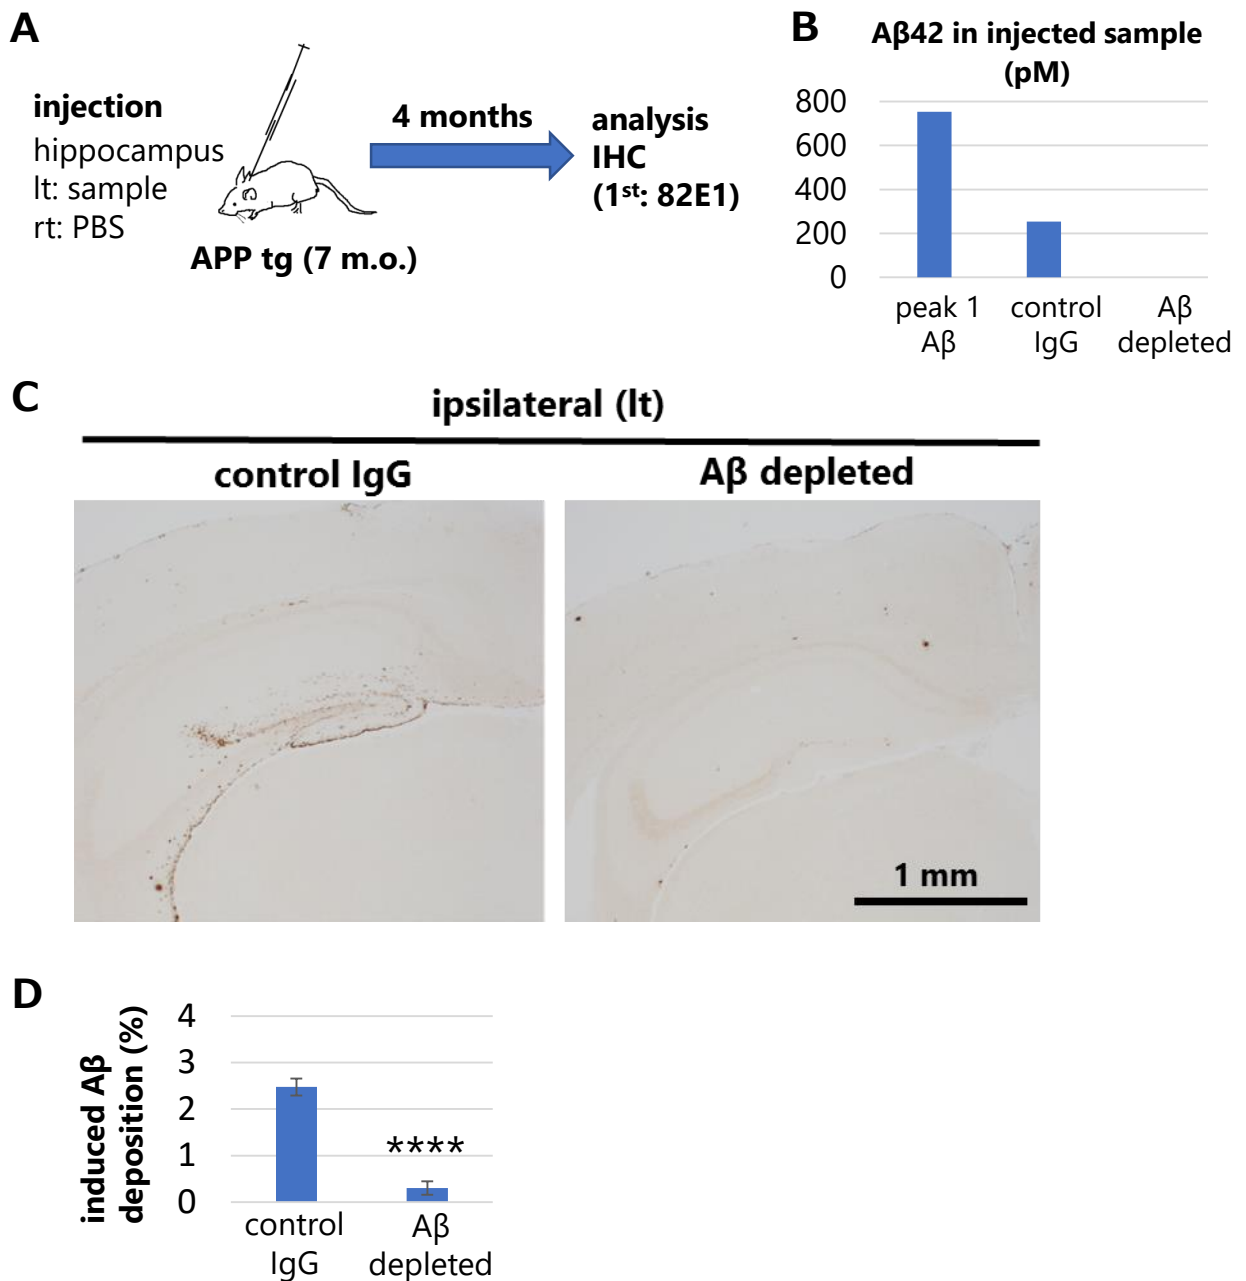 A
injection
hippocampus
lt: sample
rt: PBS
APP tg (7 m.o.)
4 months
analysis
IHC
(1st: 82E1)
B
Aβ42 in injected sample
(pM)
800
600
400
200
0
peak 1
Aβ
control
IgG
Aβ
depleted
C
ipsilateral (lt)
control IgG
Aβ depleted
1 mm
D
induced Aβ
deposition (%)
4
3
2
1
0
****
control
IgG
Aβ
depleted